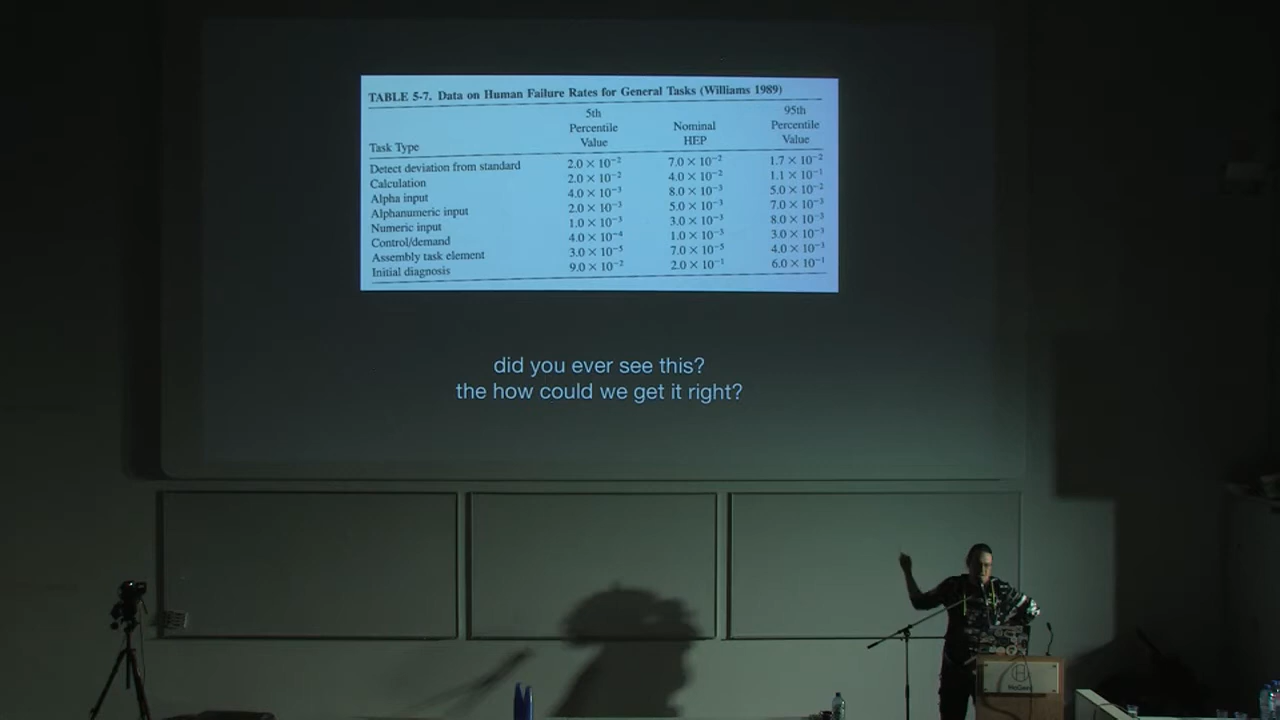 TABLE 5-7. Data on Human Failure Rates for General Tasks (Williams 1989)
Task Type 5th Percentile Value Nominal HEP 95th Percentile Value
Detect deviation from standard 2.0 × 10⁻² 7.0 × 10⁻² 1.7 × 10⁻²
Calculation 2.0 × 10⁻² 4.0 × 10⁻² 1.1 × 10⁻¹
Alpha input 4.0 × 10⁻³ 8.0 × 10⁻³ 5.0 × 10⁻²
Alphanumeric input 2.0 × 10⁻³ 5.0 × 10⁻³ 7.0 × 10⁻³
Numeric input 1.0 × 10⁻³ 3.0 × 10⁻³ 8.0 × 10⁻³
Control/demand 4.0 × 10⁻⁴ 1.0 × 10⁻³ 3.0 × 10⁻³
Assembly task element 3.0 × 10⁻⁵ 7.0 × 10⁻⁵ 4.0 × 10⁻³
Initial diagnosis 9.0 × 10⁻² 2.0 × 10⁻¹ 6.0 × 10⁻¹
did you ever see this?
the how could we get it right?